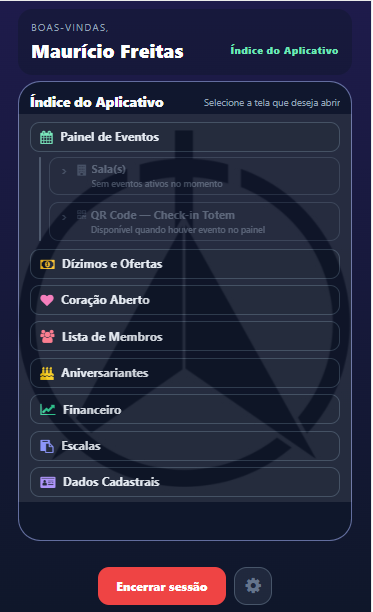 BOAS-VINDAS,
Maurício Freitas
Índice do Aplicativo
Índice do Aplicativo
Selecione a tela que deseja abrir
Painel de Eventos
Sala(s)
Sem eventos ativos no momento
QR Code — Check-in Totem
Disponível quando houver evento no painel
Dízimos e Ofertas
Coração Aberto
Lista de Membros
Aniversariantes
Financeiro
Escalas
Dados Cadastrais
Encerrar sessão